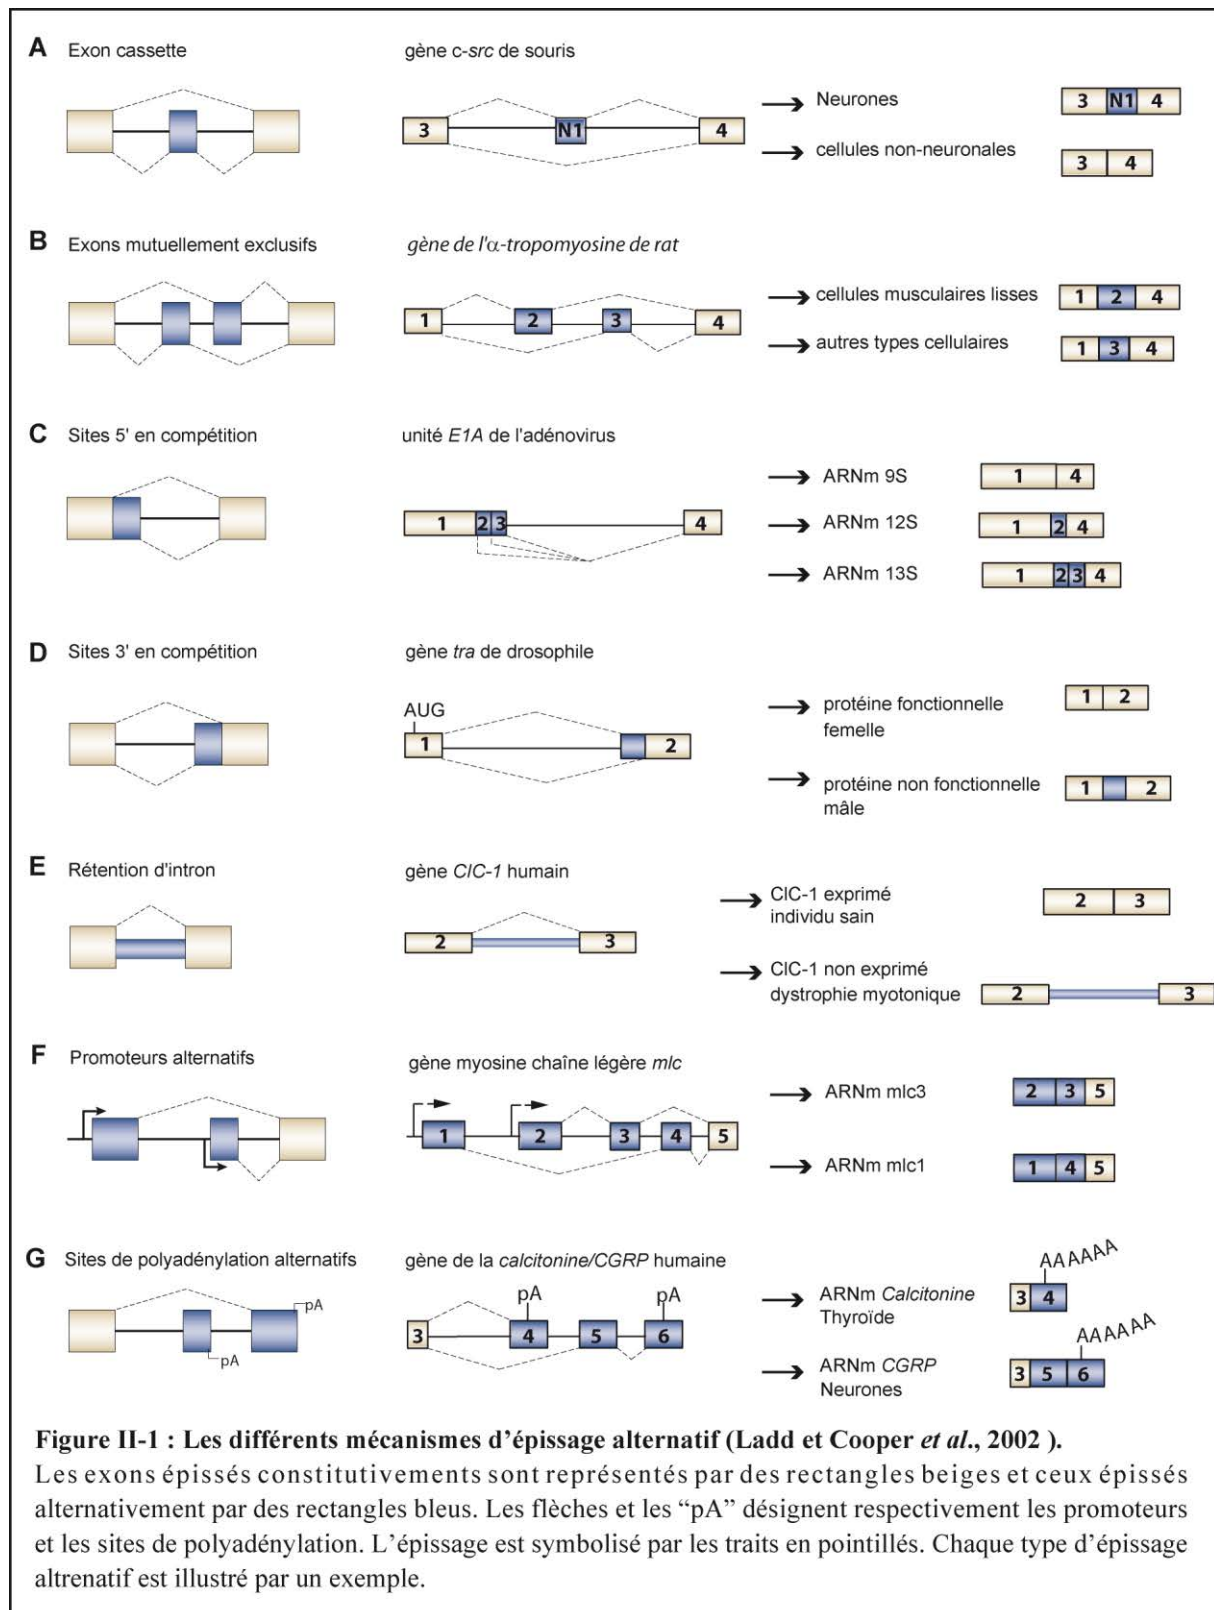 A Exon cassette
gène c-src de souris
3
N1
4
Neurones
3 N1 4
cellules non-neuronales
3 4
B Exons mutuellement exclusifs
gène de l'α-tropomyosine de rat
1
2
3
4
cellules musculaires lisses
1 2 4
autres types cellulaires
1 3 4
C Sites 5' en compétition
unité E1A de l'adénovirus
1 2 3
4
ARNm 9S
1 4
ARNm 12S
1 2 4
ARNm 13S
1 2 3 4
D Sites 3' en compétition
gène tra de drosophile
AUG
1
2
protéine fonctionnelle
femelle
1 2
protéine non fonctionnelle
mâle
1 2
E Rétention d'intron
gène ClC-1 humain
2
3
ClC-1 exprimé
individu sain
2 3
ClC-1 non exprimé
dystrophie myotonique
2 3
F Promoteurs alternatifs
gène myosine chaîne légère mlc
1
2
3
4
5
ARNm mlc3
2 3 5
ARNm mlc1
1 4 5
G Sites de polyadénylation alternatifs
pA
pA
gène de la calcitonine/CGRP humaine
pA
pA
3
4
5
6
ARNm Calcitonine
Thyroïde
AAAAAA
3 4
ARNm CGRP
Neurones
AAAAAA
3 5 6
Figure II-1 : Les différents mécanismes d’épissage alternatif (Ladd et Cooper et al., 2002 ).
Les exons épissés constitutivements sont représentés par des rectangles beiges et ceux épissés
alternativement par des rectangles bleus. Les flèches et les “pA” désignent respectivement les promoteurs
et les sites de polyadénylation. L’épissage est symbolisé par les traits en pointillés. Chaque type d’épissage
altrenatif est illustré par un exemple.